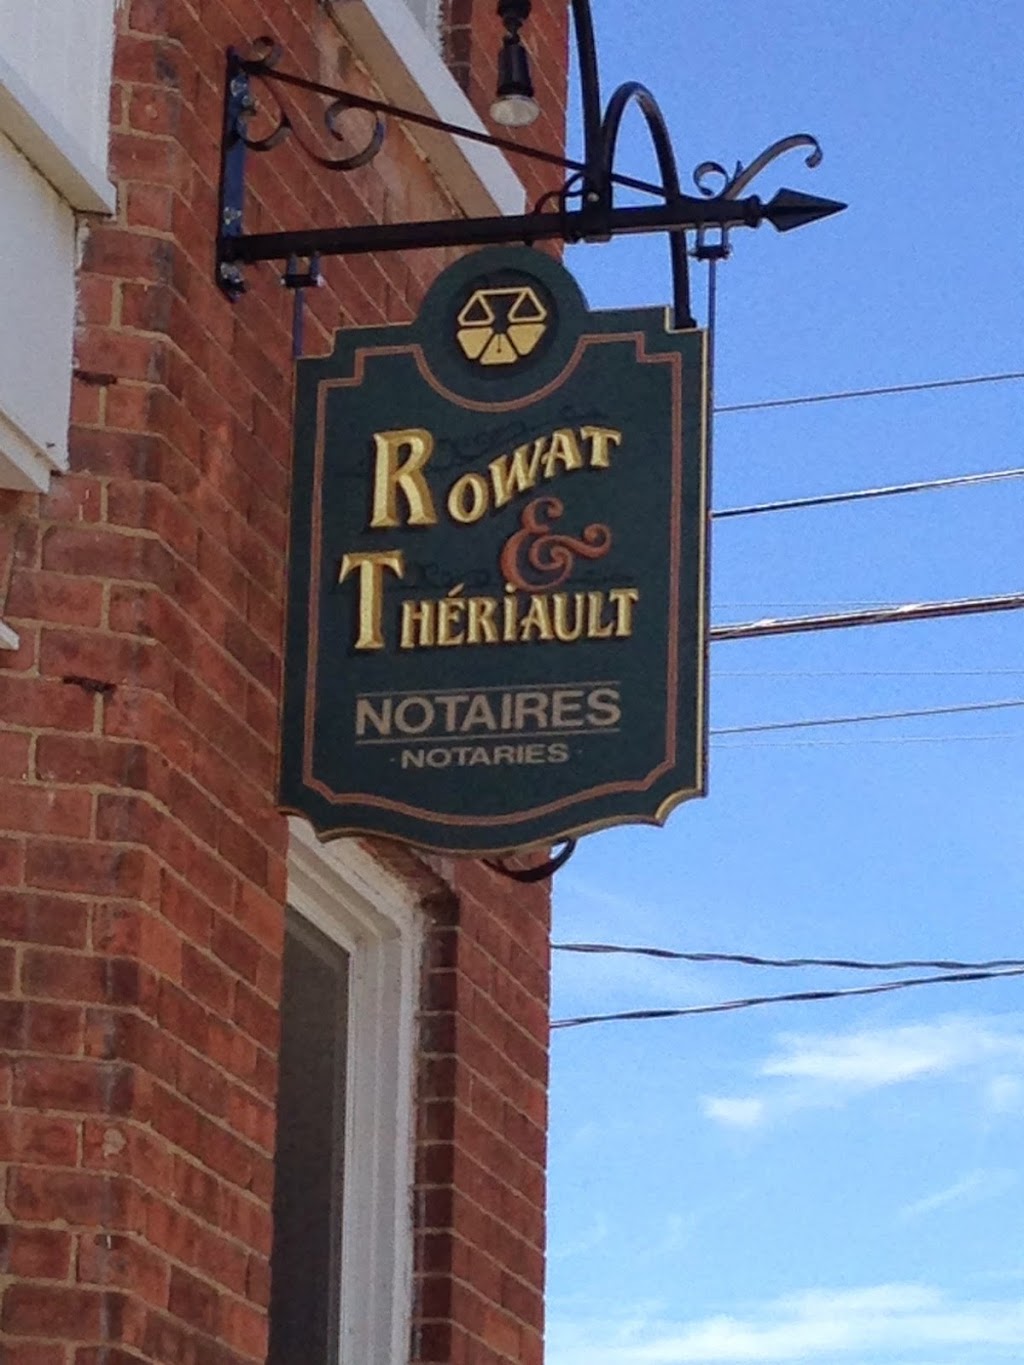 Rowat
&
Thériault
NOTAIRES
· NOTARIES ·